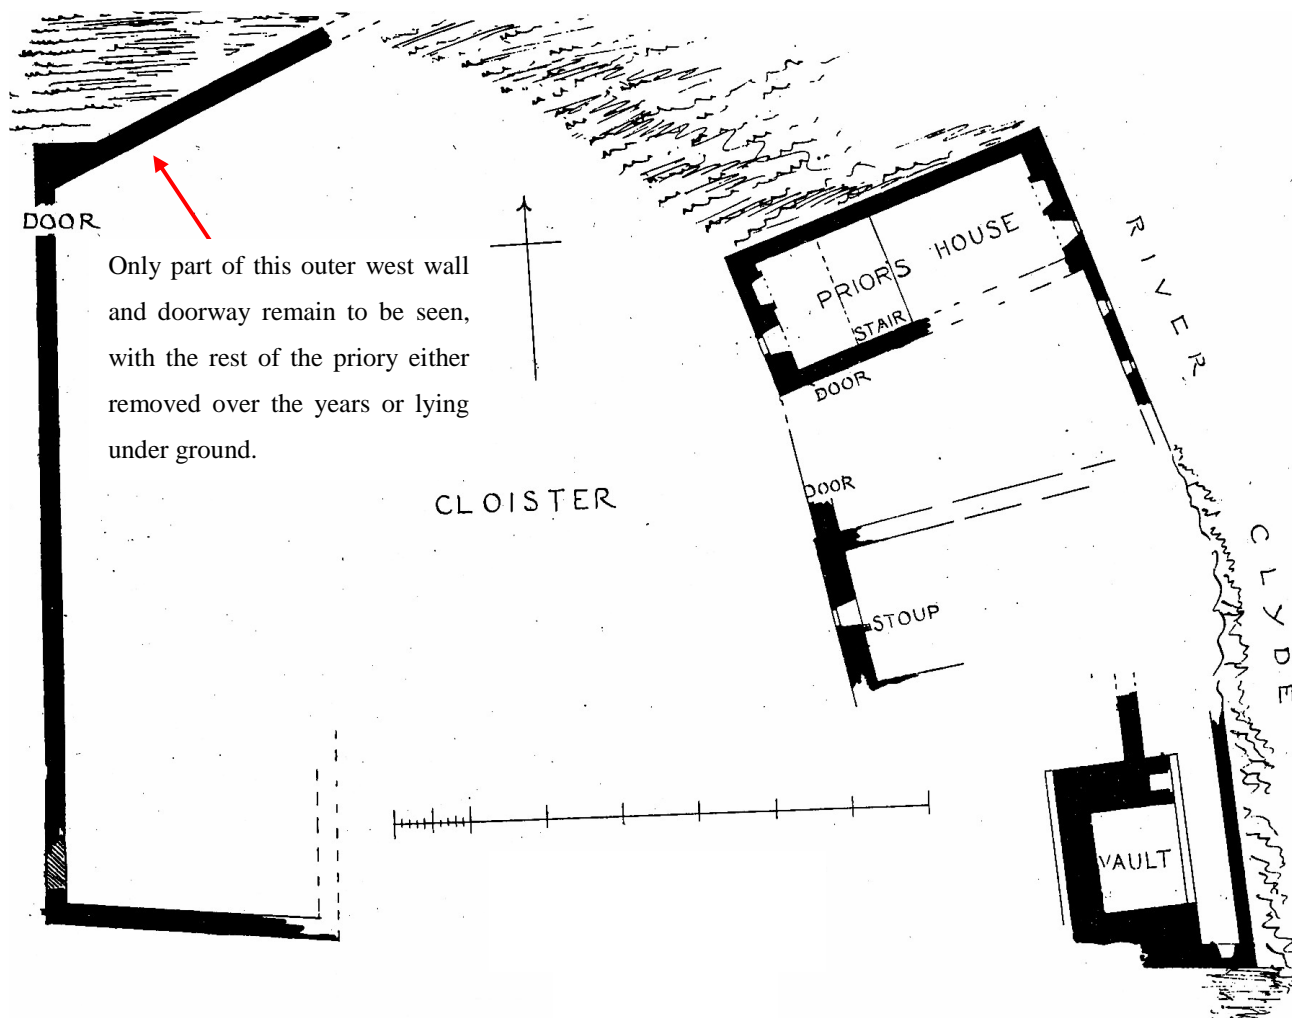 DOOR
Only part of this outer west wall
and doorway remain to be seen,
with the rest of the priory either
removed over the years or lying
under ground.
CLOISTER
PRIORS HOUSE
STAIR
DOOR
DOOR
STOUP
VAULT
RIVER
CLYDE